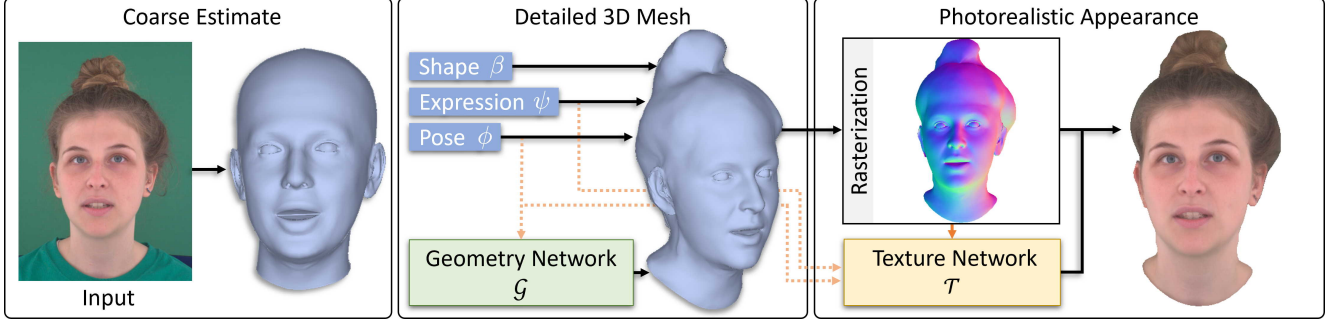 Coarse Estimate
Input
Detailed 3D Mesh
Shape β
Expression ψ
Pose ϕ
Geometry Network
𝒢
Photorealistic Appearance
Rasterization
Texture Network
𝒯